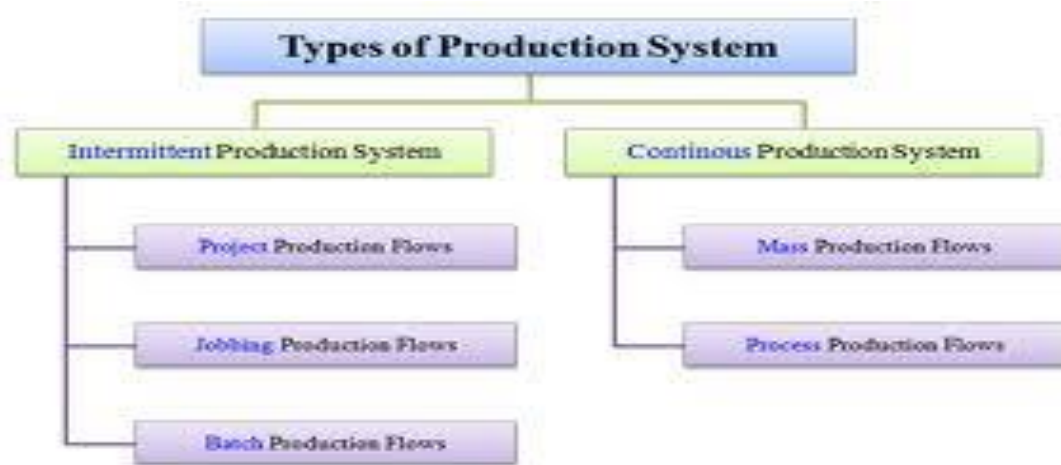 Types of Production System
Intermittent Production System
Continous Production System
Project Production Flows
Mass Production Flows
Jobbing Production Flows
Process Production Flows
Batch Production Flows